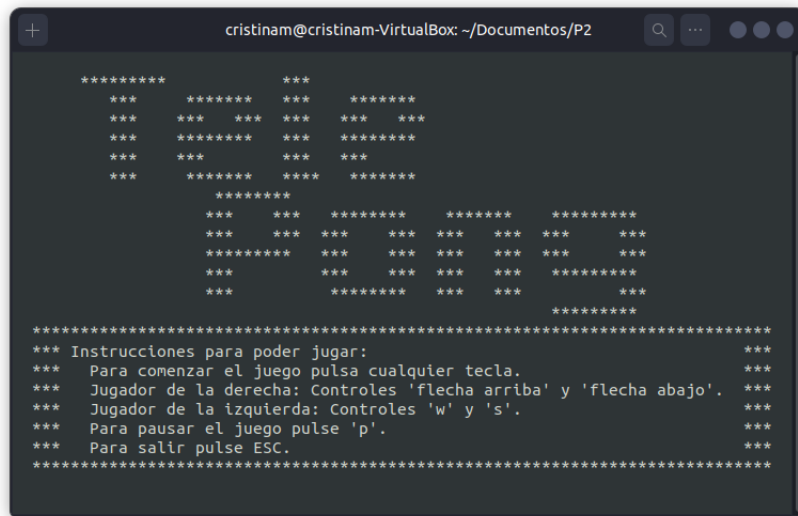 cristinam@cristinam-VirtualBox: ~/Documentos/P2
Tele
Pong
*****************************************************************************
*** Instrucciones para poder jugar: ***
*** Para comenzar el juego pulsa cualquier tecla. ***
*** Jugador de la derecha: Controles 'flecha arriba' y 'flecha abajo'. ***
*** Jugador de la izquierda: Controles 'w' y 's'. ***
*** Para pausar el juego pulse 'p'. ***
*** Para salir pulse ESC. ***
*****************************************************************************